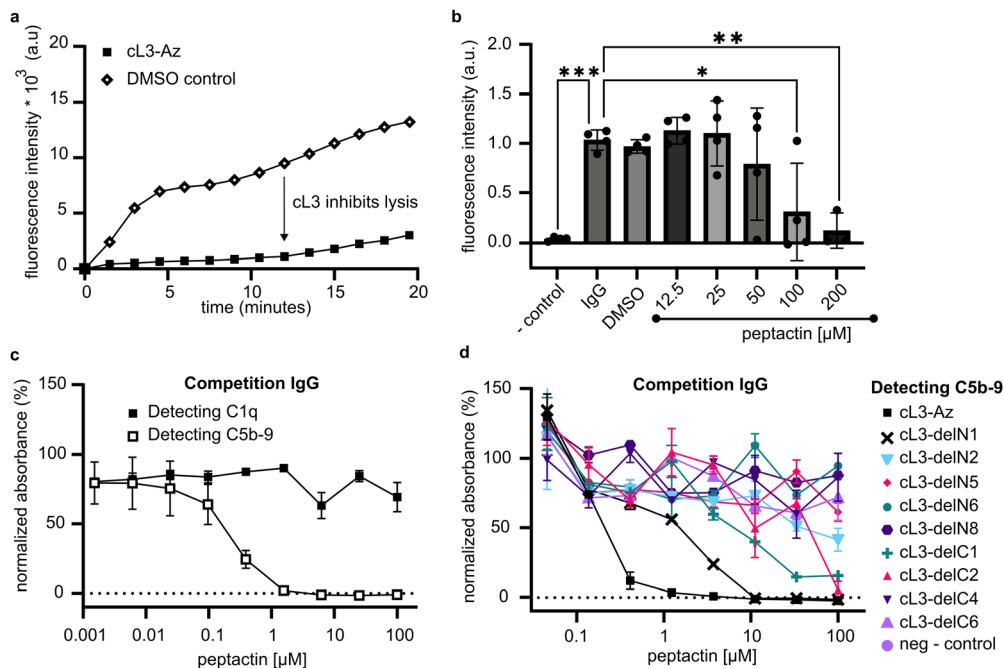 a
fluorescence intensity * 10³ (a.u)
20
15
10
5
0
cL3-Az
DMSO control
cL3 inhibits lysis
0
5
10
15
20
time (minutes)
b
fluorescence intensity (a.u.)
2.0
1.5
1.0
0.5
0.0
***
*
**
- control
IgG
DMSO
12.5
25
50
100
200
peptactin [µM]
c
Competition IgG
normalized absorbance (%)
150
100
50
0
Detecting C1q
Detecting C5b-9
0.001
0.01
0.1
1
10
100
peptactin [µM]
d
Competition IgG
normalized absorbance (%)
150
100
50
0
0.1
1
10
100
peptactin [µM]
Detecting C5b-9
cL3-Az
cL3-delN1
cL3-delN2
cL3-delN5
cL3-delN6
cL3-delN8
cL3-delC1
cL3-delC2
cL3-delC4
cL3-delC6
neg - control